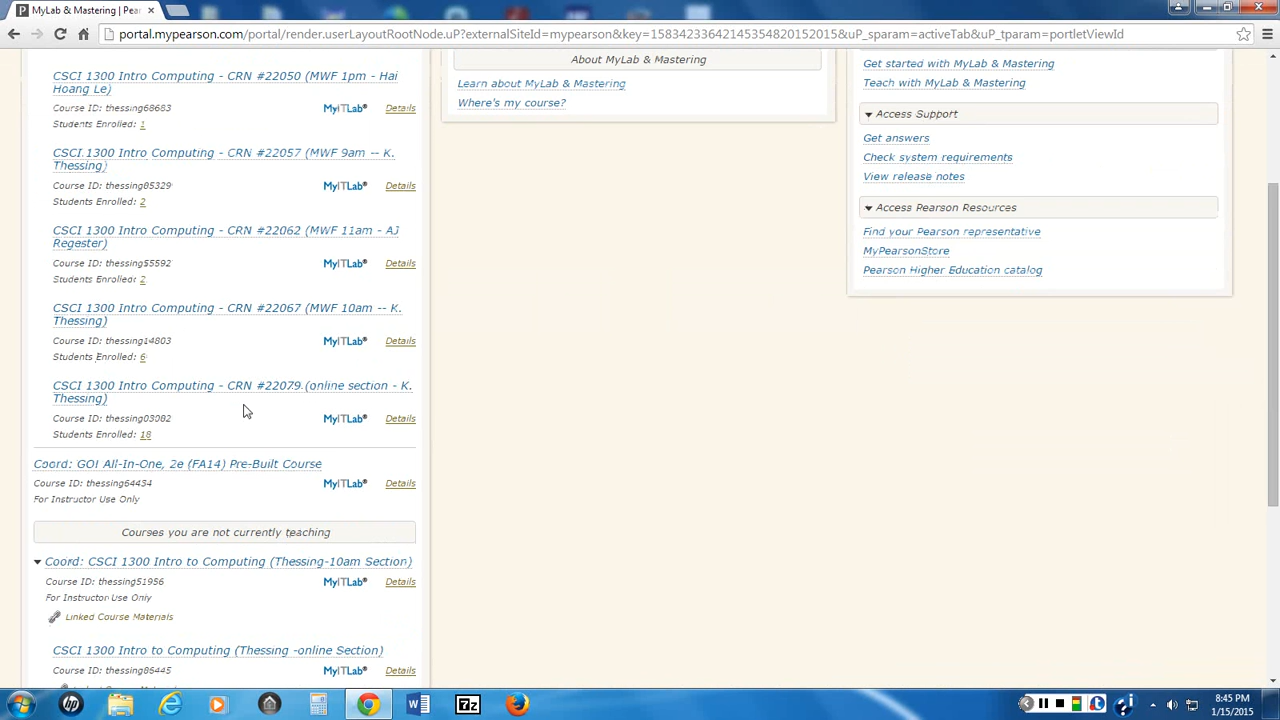 MyLab & Mastering | Pea
portal.mypearson.com/portal/render.userLayoutRootNode.uP?externalSiteId=mypearson&key=15834233642145354820152015&uP_sparam=activeTab&uP_tparam=portletViewId
CSCI 1300 Intro Computing - CRN #22050 (MWF 1pm - Hai
Hoang Le)
Course ID: thessing68683
MyITLab®
Details
Students Enrolled: 1
CSCI 1300 Intro Computing - CRN #22057 (MWF 9am -- K.
Thessing)
Course ID: thessing85329
MyITLab®
Details
Students Enrolled: 2
CSCI 1300 Intro Computing - CRN #22062 (MWF 11am - AJ
Regester)
Course ID: thessing55592
MyITLab®
Details
Students Enrolled: 2
CSCI 1300 Intro Computing - CRN #22067 (MWF 10am -- K.
Thessing)
Course ID: thessing14803
MyITLab®
Details
Students Enrolled: 6
CSCI 1300 Intro Computing - CRN #22079 (online section - K.
Thessing)
Course ID: thessing03082
MyITLab®
Details
Students Enrolled: 18
Coord: GO! All-In-One, 2e (FA14) Pre-Built Course
Course ID: thessing64454
MyITLab®
Details
For Instructor Use Only
Courses you are not currently teaching
Coord: CSCI 1300 Intro to Computing (Thessing-10am Section)
Course ID: thessing51956
MyITLab®
Details
For Instructor Use Only
Linked Course Materials
CSCI 1300 Intro to Computing (Thessing -online Section)
Course ID: thessing86445
MyITLab®
Details
About MyLab & Mastering
Learn about MyLab & Mastering
Where's my course?
Get started with MyLab & Mastering
Teach with MyLab & Mastering
Access Support
Get answers
Check system requirements
View release notes
Access Pearson Resources
Find your Pearson representative
MyPearsonStore
Pearson Higher Education catalog
8:45 PM
1/15/2015